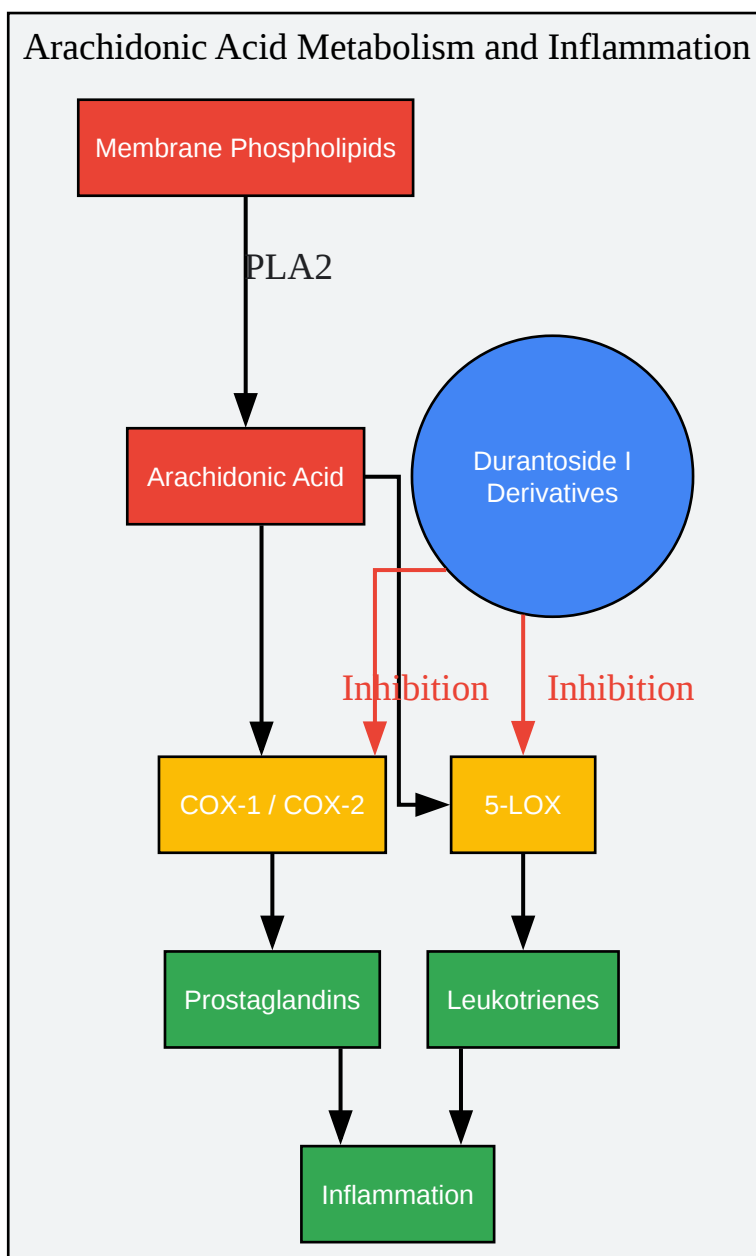 Arachidonic Acid Metabolism and Inflammation
Membrane Phospholipids
PLA2
Durantoside I
Derivatives
Arachidonic Acid
Inhibition
Inhibition
COX-1 / COX-2
5-LOX
Prostaglandins
Leukotrienes
Inflammation